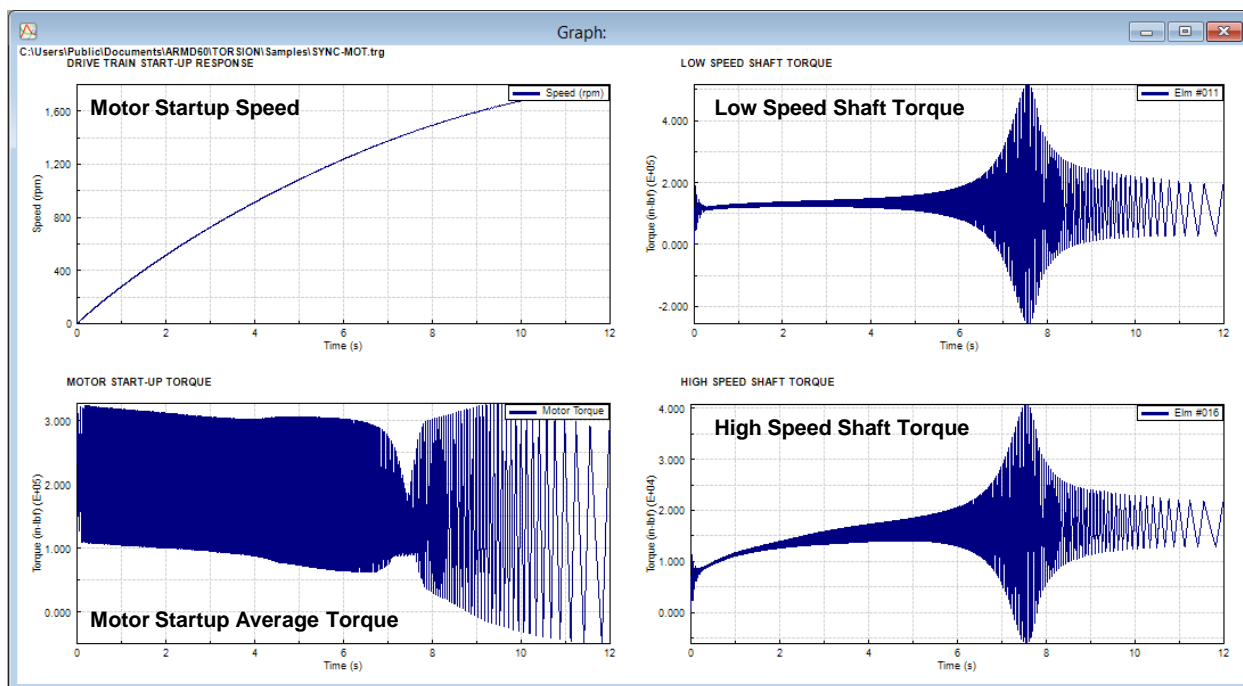 Graph:
C:\Users\Public\Documents\ARMD60\TORSION\Samples\SYNC-MOT.trg
DRIVE TRAIN START-UP RESPONSE
Speed (rpm)
Motor Startup Speed
1,600
1,200
800
400
0
Speed (rpm)
0 2 4 6 8 10 12
Time (s)
LOW SPEED SHAFT TORQUE
Elm #011
Low Speed Shaft Torque
4.000
2.000
0.000
-2.000
Torque (in-lbf) (E+05)
0 2 4 6 8 10 12
Time (s)
MOTOR START-UP TORQUE
Motor Torque
3.000
2.000
1.000
0.000
Torque (in-lbf) (E+05)
Motor Startup Average Torque
0 2 4 6 8 10 12
Time (s)
HIGH SPEED SHAFT TORQUE
Elm #016
High Speed Shaft Torque
4.000
3.000
2.000
1.000
0.000
Torque (in-lbf) (E+04)
0 2 4 6 8 10 12
Time (s)